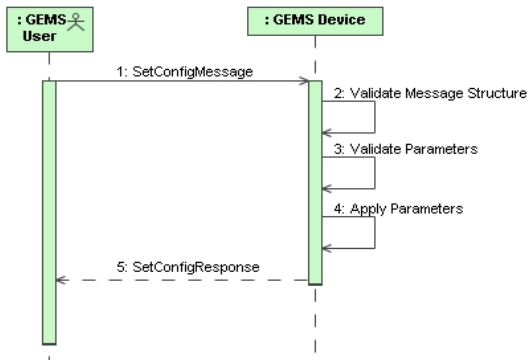 : GEMS
User
: GEMS Device
1: SetConfigMessage
2: Validate Message Structure
3: Validate Parameters
4: Apply Parameters
5: SetConfigResponse